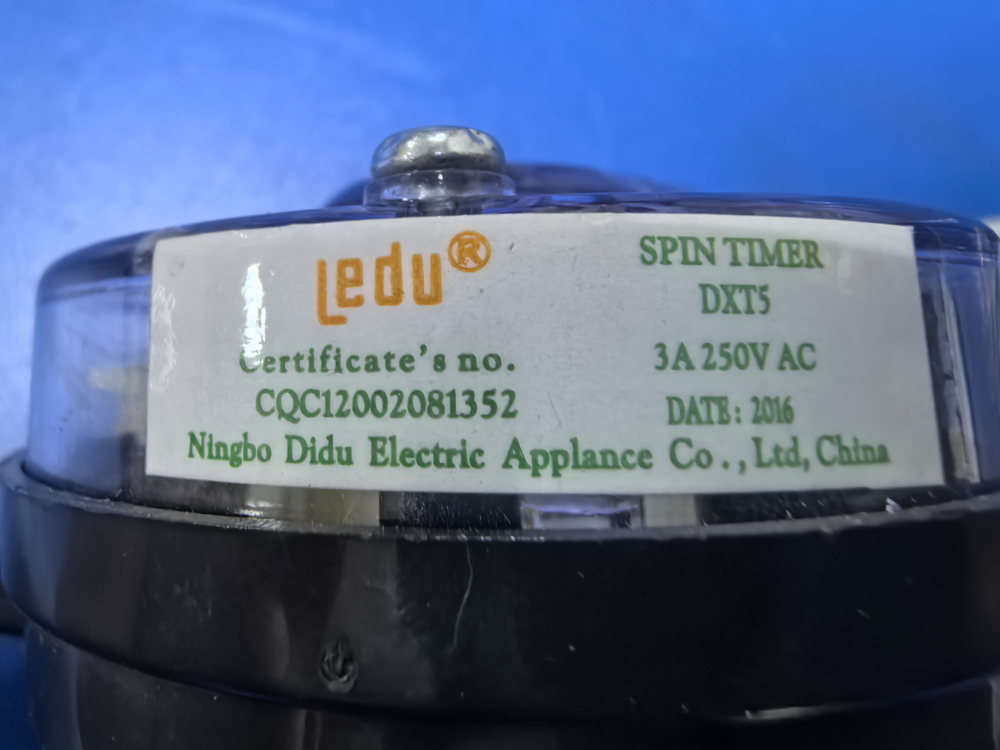 Ledu®
Certificate's no.
CQC12002081352
SPIN TIMER
DXT5
3A 250V AC
DATE: 2016
Ningbo Didu Electric Applance Co., Ltd, China